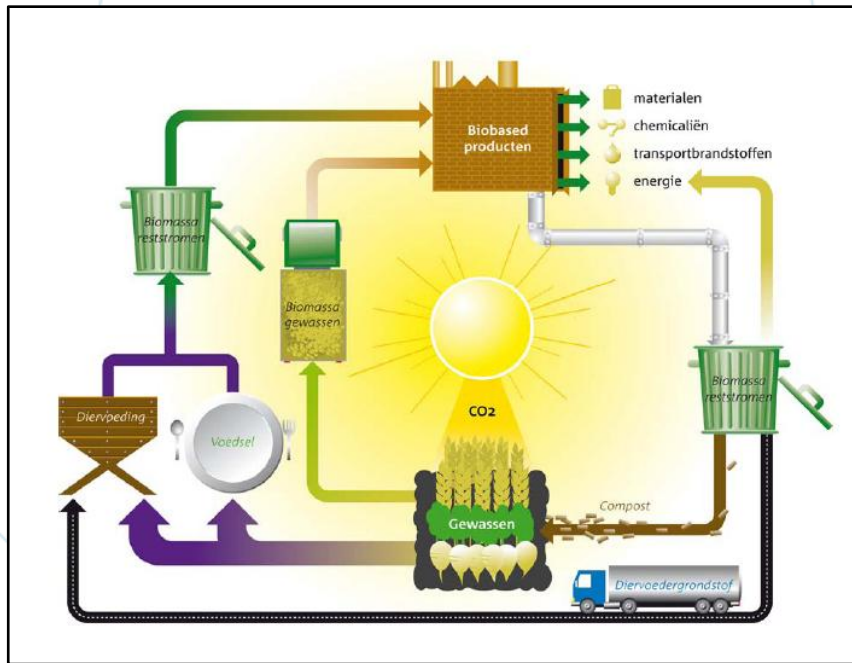 Biobased
producten
materialen
chemicaliën
transportbrandstoffen
energie
Biomassa
reststromen
Biomassa
gewassen
Biomassa
reststromen
Diervoeding
Voedsel
CO2
Gewassen
Compost
Diervoedergrondstof